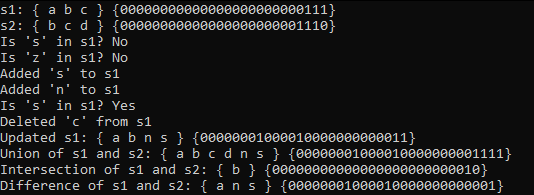 s1: { a b c } {00000000000000000000000111}
s2: { b c d } {00000000000000000000001110}
Is 's' in s1? No
Is 'z' in s1? No
Added 's' to s1
Added 'n' to s1
Is 's' in s1? Yes
Deleted 'c' from s1
Updated s1: { a b n s } {00000001000010000000000011}
Union of s1 and s2: { a b c d n s } {00000001000010000000001111}
Intersection of s1 and s2: { b } {00000000000000000000000010}
Difference of s1 and s2: { a n s } {00000001000010000000000001}